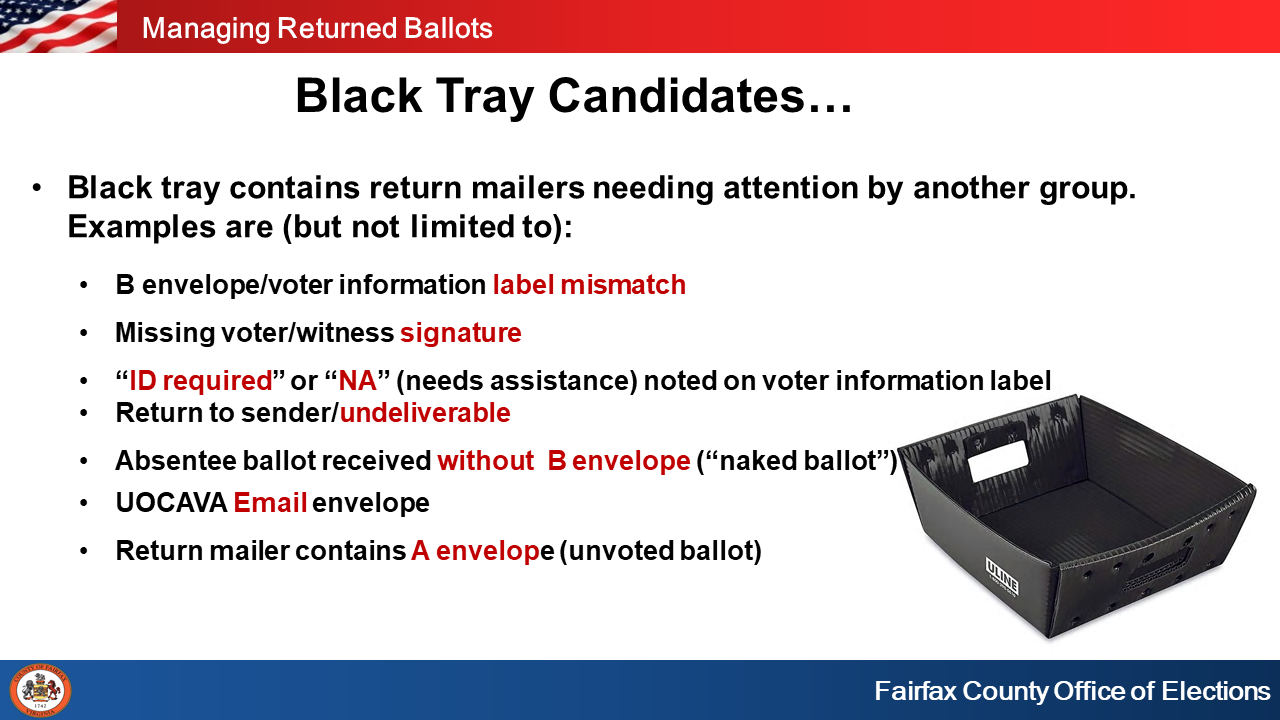 Managing Returned Ballots
Black Tray Candidates…
• Black tray contains return mailers needing attention by another group.
Examples are (but not limited to):
• B envelope/voter information label mismatch
• Missing voter/witness signature
• “ID required” or “NA” (needs assistance) noted on voter information label
• Return to sender/undeliverable
• Absentee ballot received without  B envelope (“naked ballot”)
• UOCAVA Email envelope
• Return mailer contains A envelope (unvoted ballot)
ULINE
COUNTY OF FAIRFAX
1742
VIRGINIA
Fairfax County Office of Elections